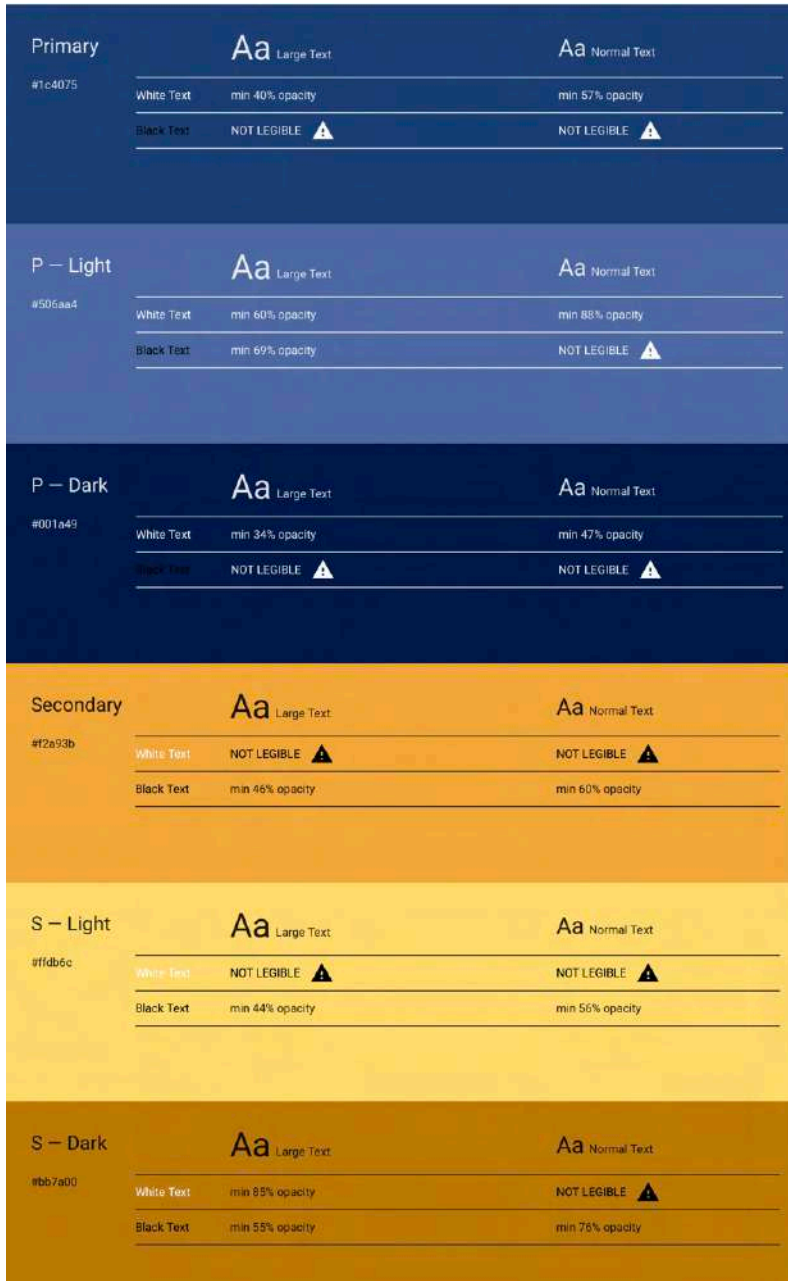 Primary
Aa Large Text
Aa Normal Text
#1c4075
White Text min 40% opacity min 57% opacity
Black Text NOT LEGIBLE NOT LEGIBLE
P — Light
Aa Large Text
Aa Normal Text
#506aa4
White Text min 60% opacity min 88% opacity
Black Text min 69% opacity NOT LEGIBLE
P — Dark
Aa Large Text
Aa Normal Text
#001a49
White Text min 34% opacity min 47% opacity
Black Text NOT LEGIBLE NOT LEGIBLE
Secondary
Aa Large Text
Aa Normal Text
#f2a93b
White Text NOT LEGIBLE NOT LEGIBLE
Black Text min 46% opacity min 60% opacity
S — Light
Aa Large Text
Aa Normal Text
#ffdb6c
White Text NOT LEGIBLE NOT LEGIBLE
Black Text min 44% opacity min 56% opacity
S — Dark
Aa Large Text
Aa Normal Text
#bb7a00
White Text min 85% opacity NOT LEGIBLE
Black Text min 55% opacity min 76% opacity